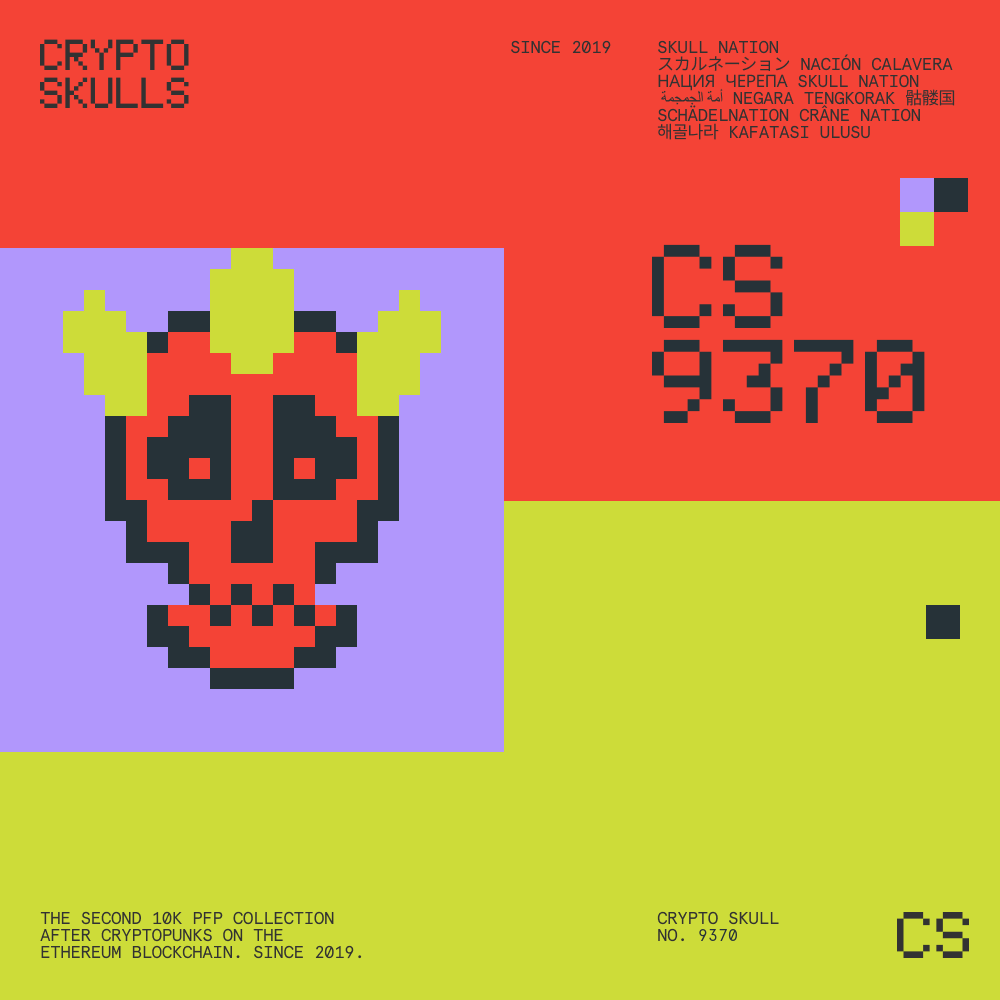 CRYPTO
SKULLS
SINCE 2019
SKULL NATION
スカルネーション NACIÓN CALAVERA
НАЦИЯ ЧЕРЕПА SKULL NATION
أمة الجمجمة NEGARA TENGKORAK 骷髅国
SCHÄDELNATION CRÂNE NATION
해골나라 KAFATASI ULUSU
CS
9370
THE SECOND 10K PFP COLLECTION
AFTER CRYPTOPUNKS ON THE
ETHEREUM BLOCKCHAIN. SINCE 2019.
CRYPTO SKULL
NO. 9370
CS